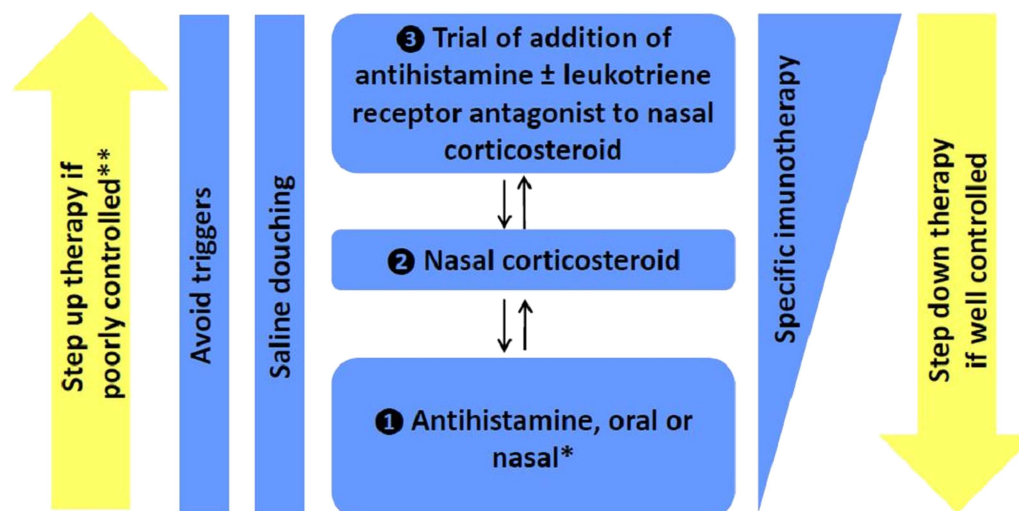 Step up therapy if
poorly controlled**
Avoid triggers
Saline douching
❸ Trial of addition of
antihistamine ± leukotriene
receptor antagonist to nasal
corticosteroid
❷ Nasal corticosteroid
❶ Antihistamine, oral or
nasal*
Specific imunotherapy
Step down therapy
if well controlled